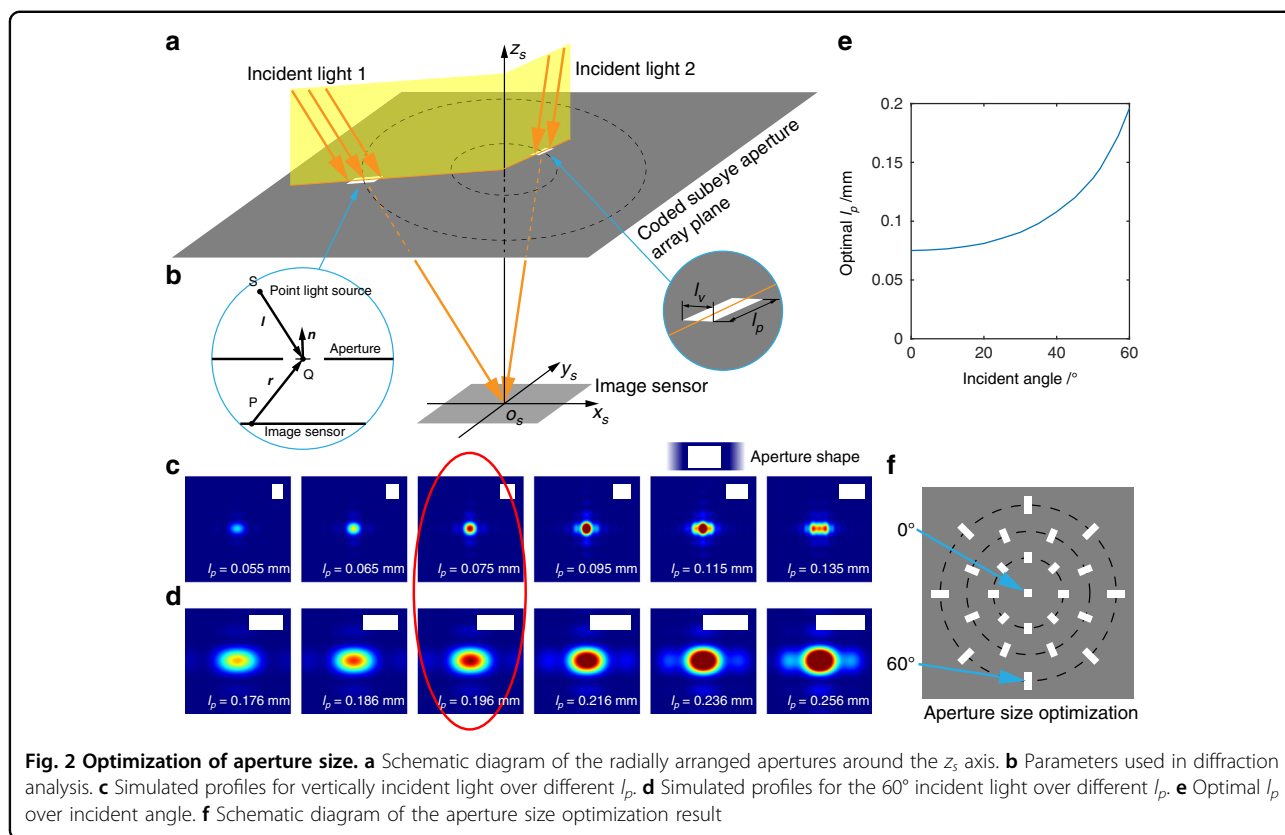 a
z_s
Incident light 1
Incident light 2
Coded subeye aperture
array plane
l_v
l_p
y_s
Image sensor
o_s
x_s
b
S
Point light source
l
n
Aperture
Q
r
P
Image sensor
e
Optimal l_p /mm
0.2
0.15
0.1
0.05
0
0
20
40
60
Incident angle /°
Aperture shape
c
l_p = 0.055 mm
l_p = 0.065 mm
l_p = 0.075 mm
l_p = 0.095 mm
l_p = 0.115 mm
l_p = 0.135 mm
d
l_p = 0.176 mm
l_p = 0.186 mm
l_p = 0.196 mm
l_p = 0.216 mm
l_p = 0.236 mm
l_p = 0.256 mm
f
0°
60°
Aperture size optimization
Fig. 2 Optimization of aperture size. a Schematic diagram of the radially arranged apertures around the z_s axis. b Parameters used in diffraction
analysis. c Simulated profiles for vertically incident light over different l_p. d Simulated profiles for the 60° incident light over different l_p. e Optimal l_p
over incident angle. f Schematic diagram of the aperture size optimization result